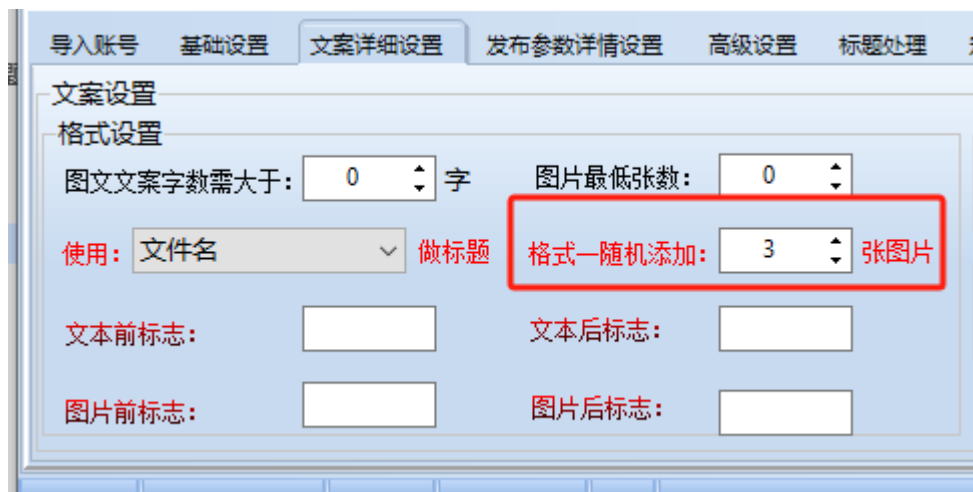 导入账号 基础设置 文案详细设置 发布参数详情设置 高级设置 标题处理
文案设置
格式设置
图文文案字数需大于： 0 字 图片最低张数： 0
使用： 文件名 做标题 格式一随机添加： 3 张图片
文本前标志： 文本后标志：
图片前标志： 图片后标志：